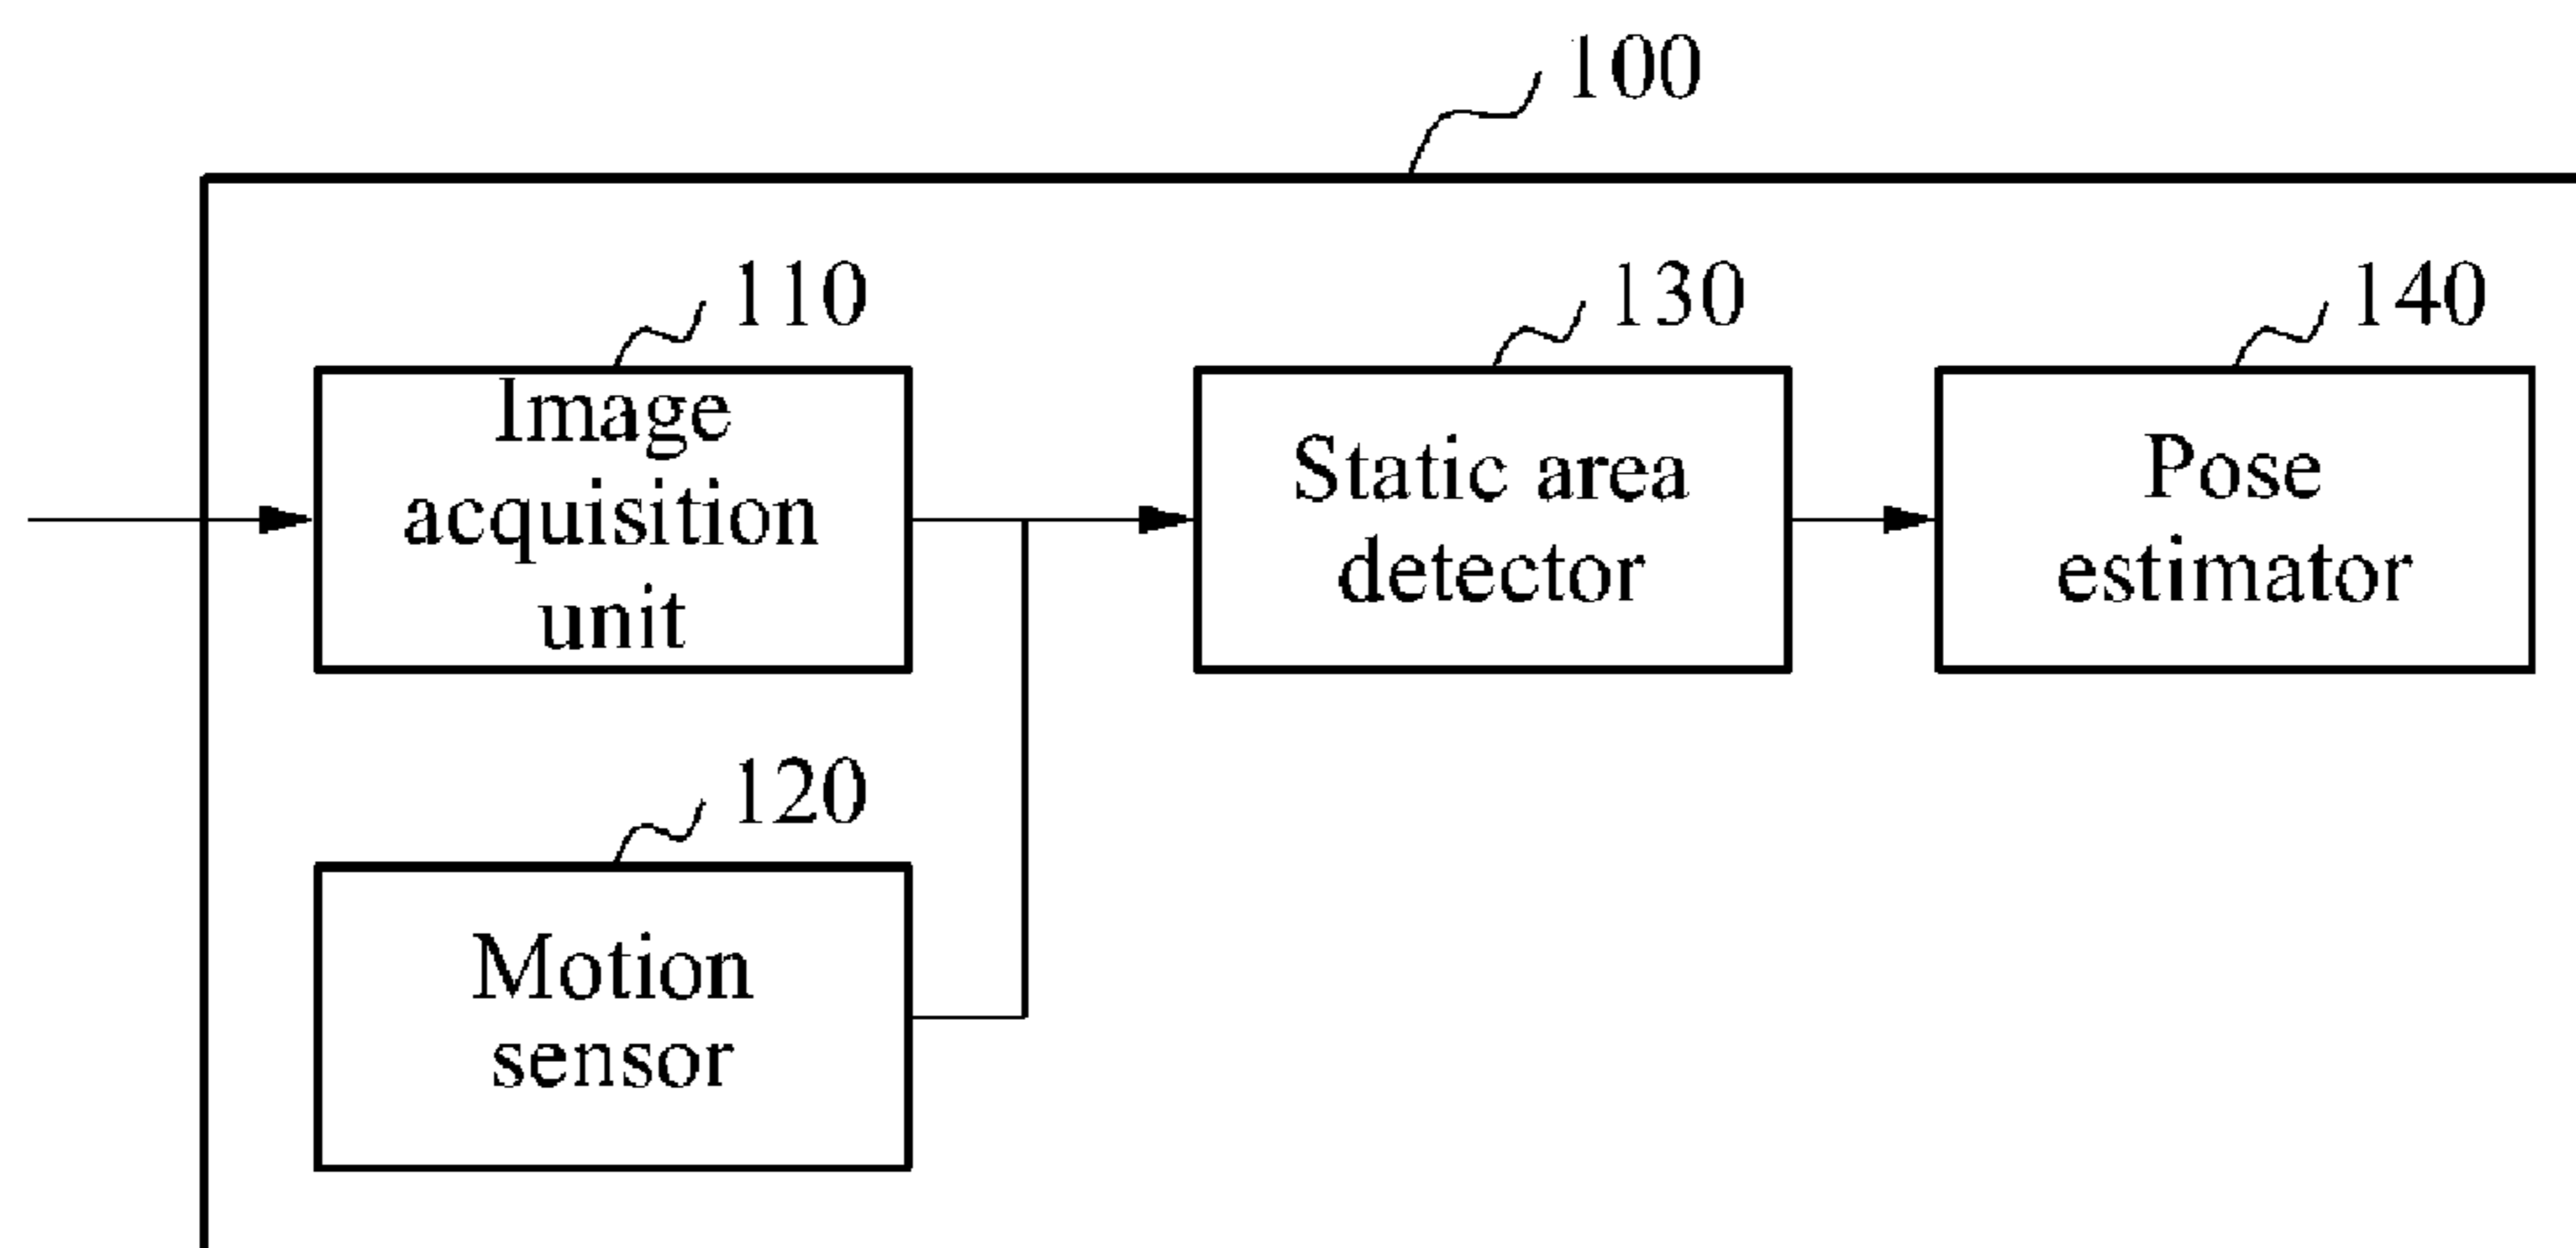 100
110
130
140
Image
acquisition
unit
Static area
detector
Pose
estimator
120
Motion
sensor